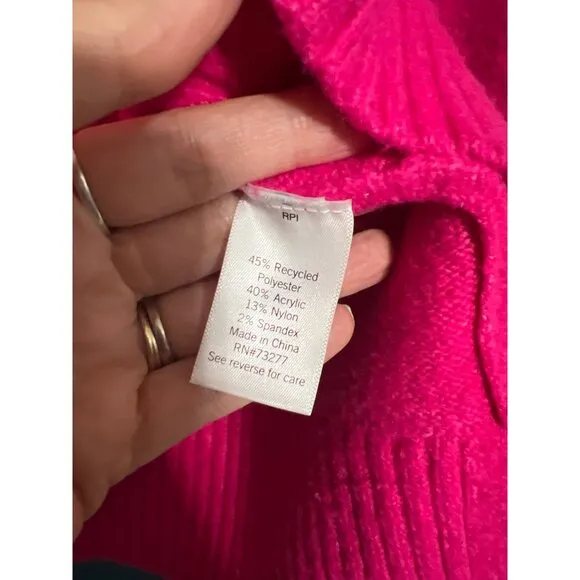 RPI
45% Recycled
Polyester
40% Acrylic
13% Nylon
2% Spandex
Made in China
RN#73277
See reverse for care